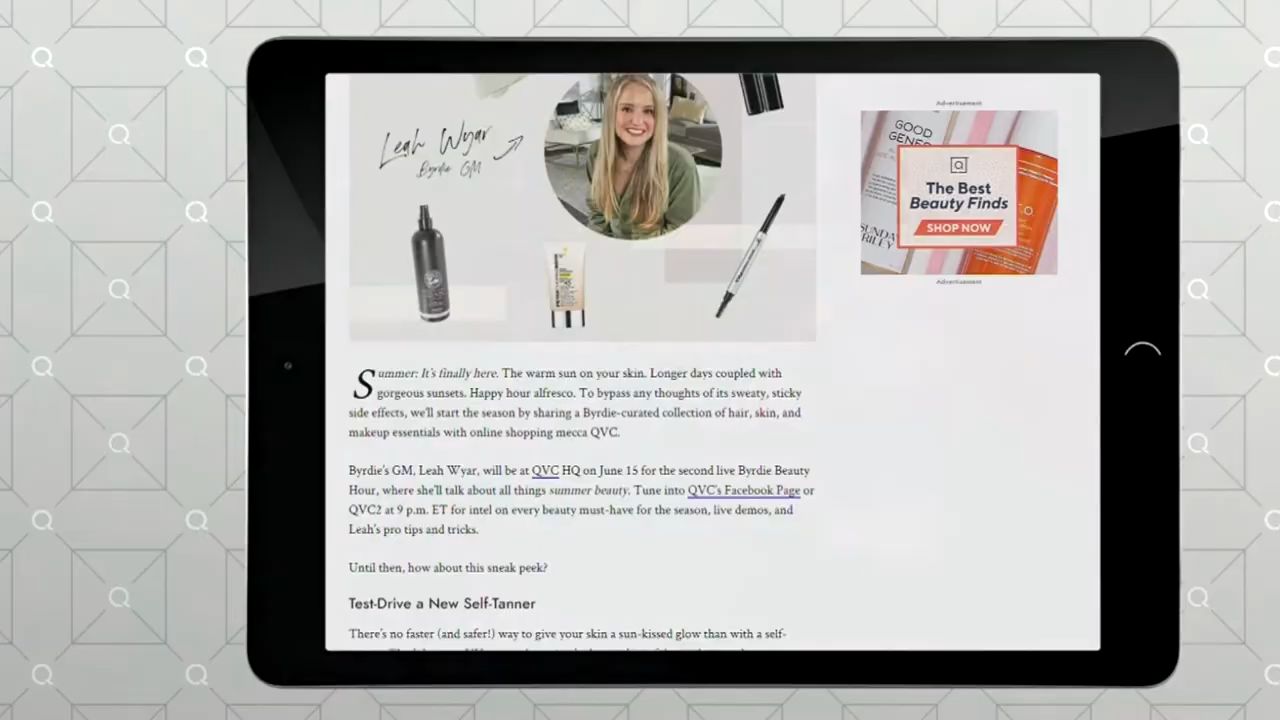 Leah Wyar
Byrdie GM
Advertisement
GOOD
GENES
The Best
Beauty Finds
SHOP NOW
SUNDAY
RILEY
Advertisement
Summer: It's finally here. The warm sun on your skin. Longer days coupled with
gorgeous sunsets. Happy hour alfresco. To bypass any thoughts of its sweaty, sticky
side effects, we'll start the season by sharing a Byrdie-curated collection of hair, skin, and
makeup essentials with online shopping mecca QVC.
Byrdie's GM, Leah Wyar, will be at QVC HQ on June 15 for the second live Byrdie Beauty
Hour, where she'll talk about all things summer beauty. Tune into QVC's Facebook Page or
QVC2 at 9 p.m. ET for intel on every beauty must-have for the season, live demos, and
Leah's pro tips and tricks.
Until then, how about this sneak peek?
Test-Drive a New Self-Tanner
There's no faster (and safer!) way to give your skin a sun-kissed glow than with a self-